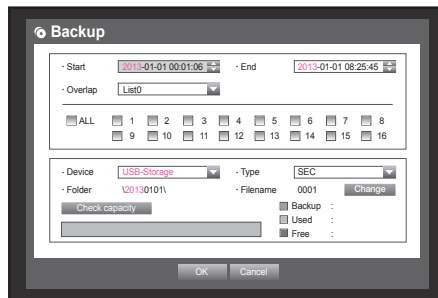 Backup
· Start 2013-01-01 00:01:06 · End 2013-01-01 08:25:45
· Overlap List0
ALL 1 2 3 4 5 6 7 8
9 10 11 12 13 14 15 16
· Device USB-Storage · Type SEC
· Folder \20130101\ · Filename 0001 Change
Check capacity Backup :
Used :
Free :
OK Cancel